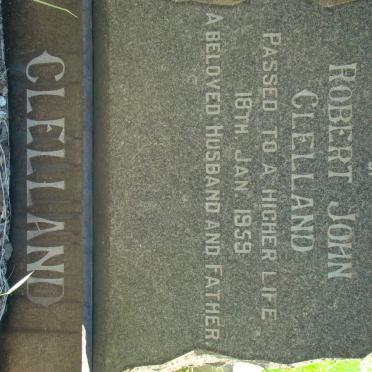 ROBERT JOHN
CLELLAND
PASSED TO A HIGHER LIFE
18TH JAN. 1959
A BELOVED HUSBAND AND FATHER
CLELLAND